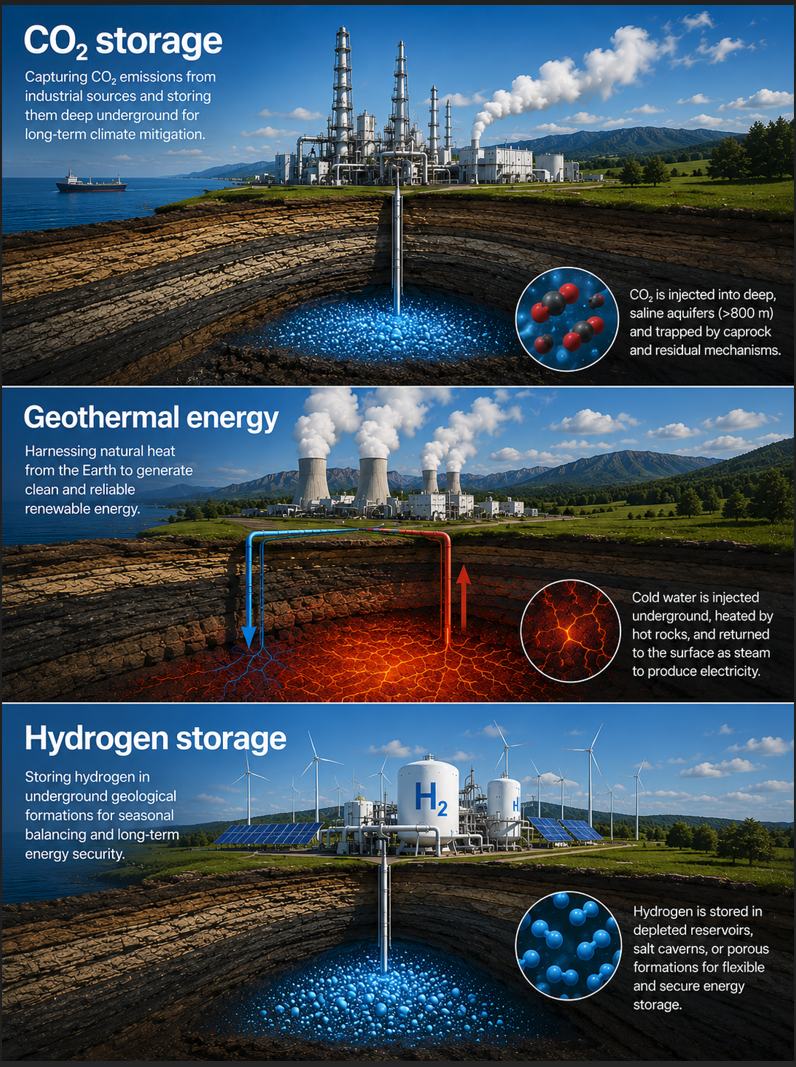 CO₂ storage
Capturing CO₂ emissions from
industrial sources and storing
them deep underground for
long-term climate mitigation.
CO₂ is injected into deep,
saline aquifers (>800 m)
and trapped by caprock
and residual mechanisms.
Geothermal energy
Harnessing natural heat
from the Earth to generate
clean and reliable
renewable energy.
Cold water is injected
underground, heated by
hot rocks, and returned
to the surface as steam
to produce electricity.
Hydrogen storage
Storing hydrogen in
underground geological
formations for seasonal
balancing and long-term
energy security.
H₂
H
Hydrogen is stored in
depleted reservoirs,
salt caverns, or porous
formations for flexible
and secure energy
storage.